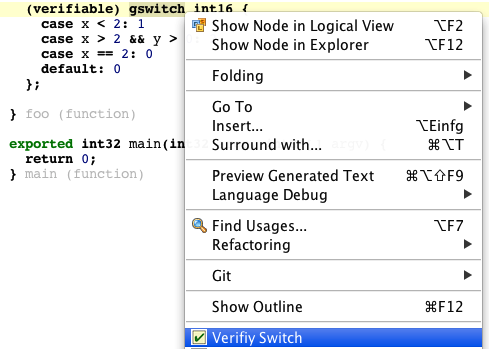 (verifiable) gswitch int16 {
case x < 2: 1
case x > 2 && y >
case x == 2: 0
default: 0
};
} foo (function)
exported int32 main(in argv) {
return 0;
} main (function)
Show Node in Logical View ⌥F2
Show Node in Explorer ⌥F12
Folding
Go To
Insert... ⌥Einfg
Surround with... ⌘⌥T
Preview Generated Text ⌘⌥⇧F9
Language Debug
Find Usages... ⌥F7
Refactoring
Git
Show Outline ⌘F12
Verifiy Switch